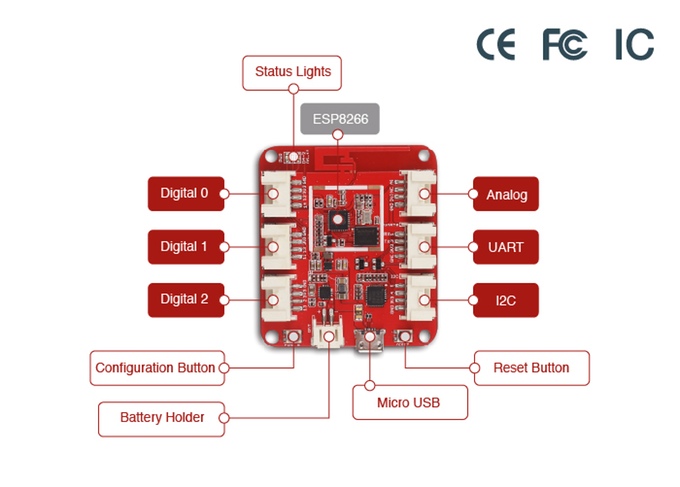 CE FC IC
Status Lights
ESP8266
Digital 0
Analog
Digital 1
UART
Digital 2
I2C
Configuration Button
Reset Button
Micro USB
Battery Holder